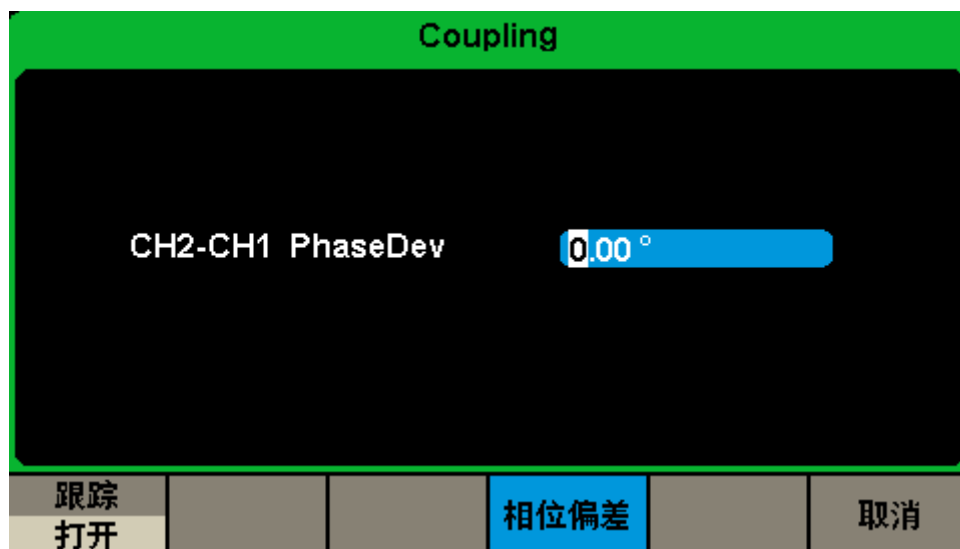 Coupling
CH2-CH1 PhaseDev 0.00 °
跟踪
打开
相位偏差
取消